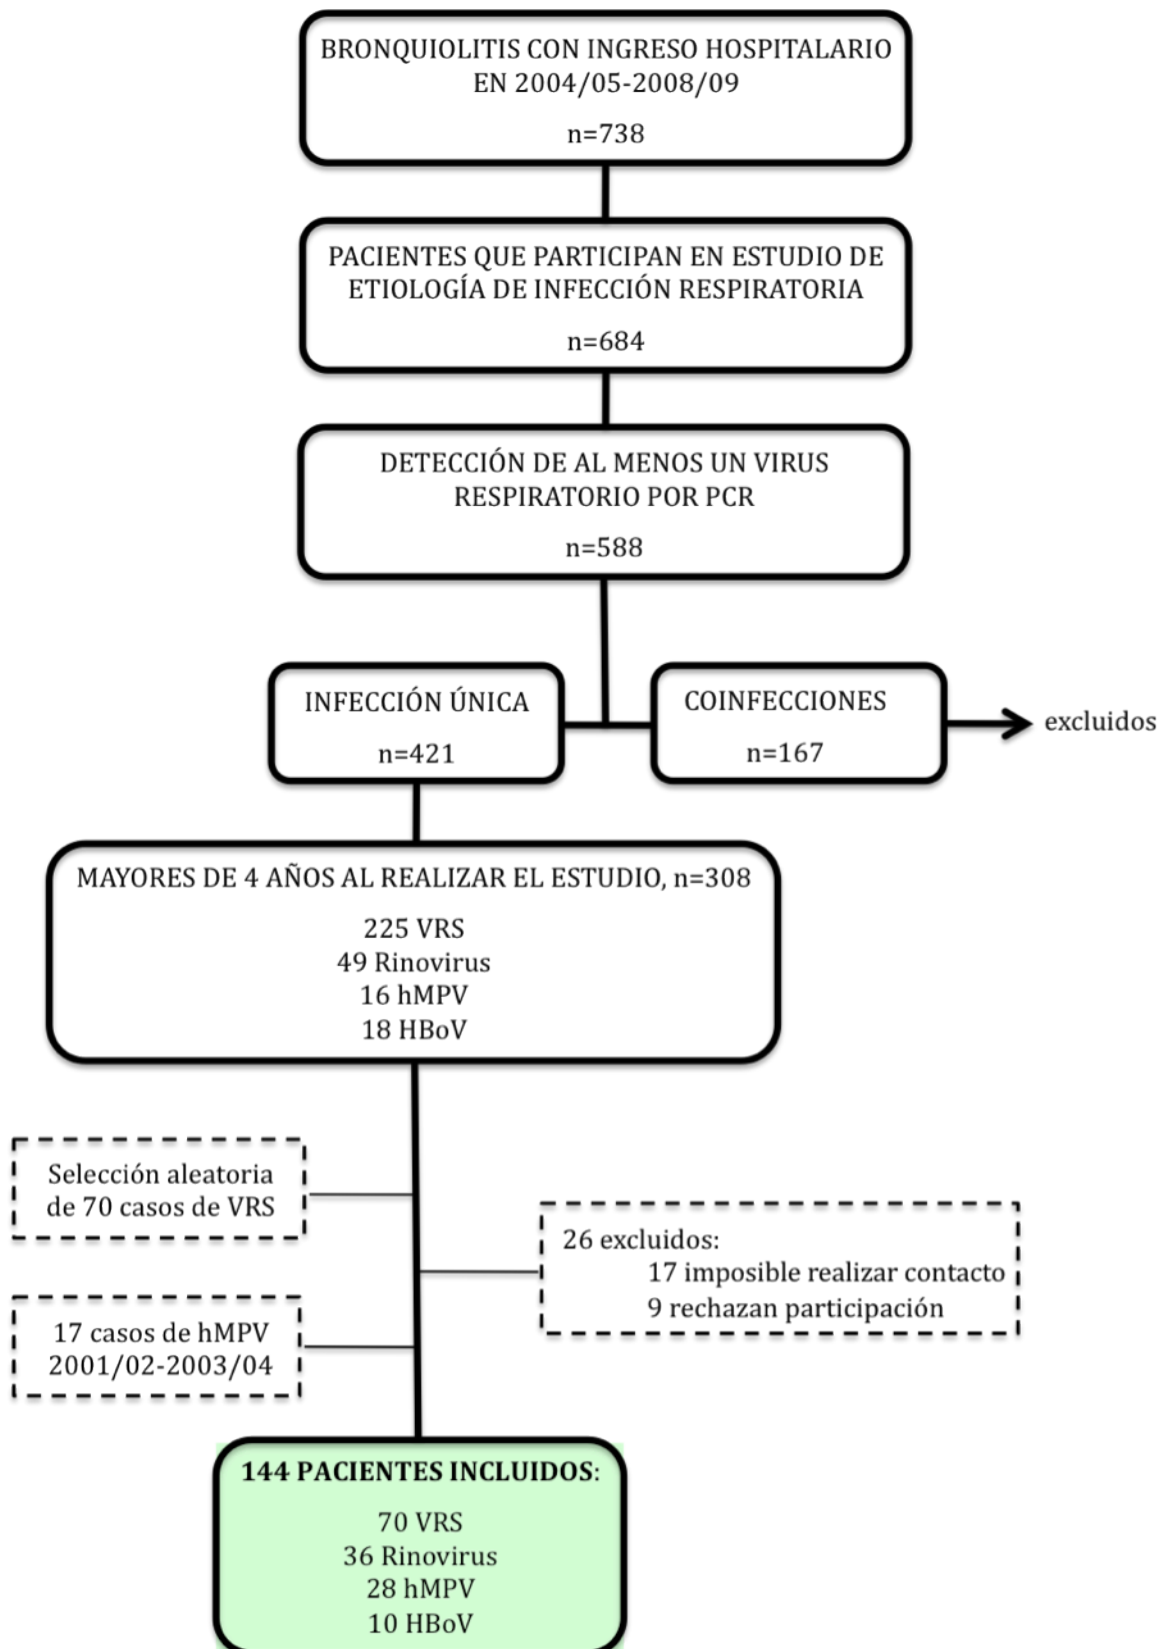 BRONQUIOLITIS CON INGRESO HOSPITALARIO
EN 2004/05-2008/09
n=738
PACIENTES QUE PARTICIPAN EN ESTUDIO DE
ETIOLOGÍA DE INFECCIÓN RESPIRATORIA
n=684
DETECCIÓN DE AL MENOS UN VIRUS
RESPIRATORIO POR PCR
n=588
INFECCIÓN ÚNICA
n=421
COINFECCIONES
n=167
excluidos
MAYORES DE 4 AÑOS AL REALIZAR EL ESTUDIO, n=308
225 VRS
49 Rinovirus
16 hMPV
18 HBoV
Selección aleatoria
de 70 casos de VRS
26 excluidos:
17 imposible realizar contacto
9 rechazan participación
17 casos de hMPV
2001/02-2003/04
144 PACIENTES INCLUIDOS:
70 VRS
36 Rinovirus
28 hMPV
10 HBoV